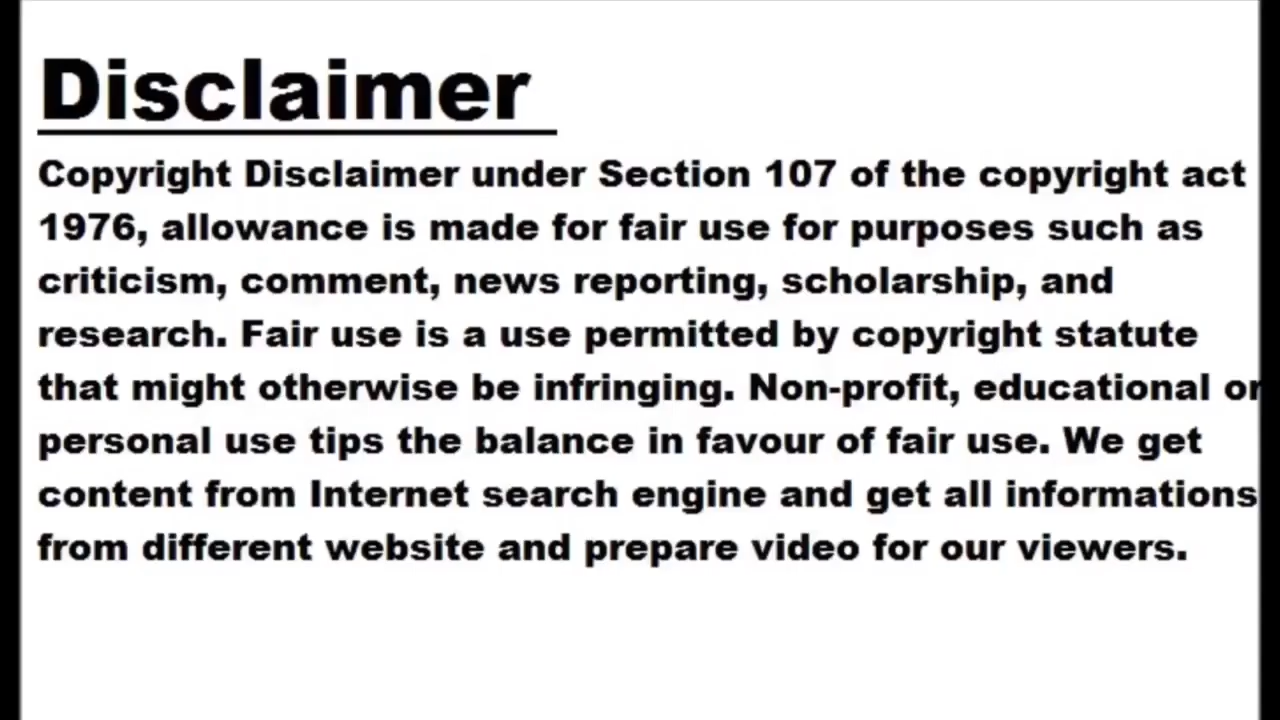 Disclaimer
Copyright Disclaimer under Section 107 of the copyright act
1976, allowance is made for fair use for purposes such as
criticism, comment, news reporting, scholarship, and
research. Fair use is a use permitted by copyright statute
that might otherwise be infringing. Non-profit, educational or
personal use tips the balance in favour of fair use. We get
content from Internet search engine and get all informations
from different website and prepare video for our viewers.